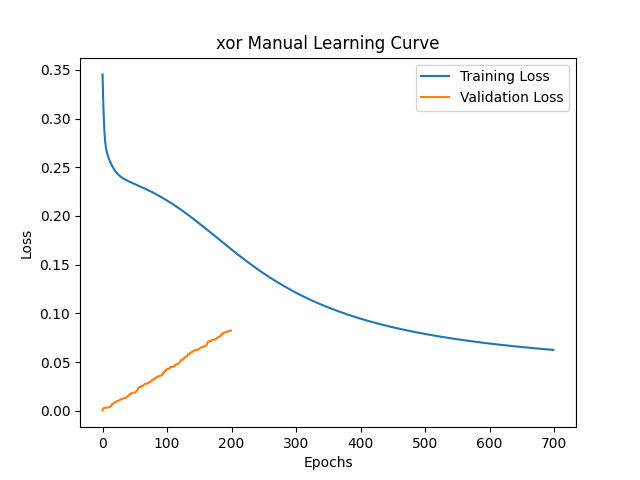 xor Manual Learning Curve
Training Loss
Validation Loss
Loss
0.35
0.30
0.25
0.20
0.15
0.10
0.05
0.00
0 100 200 300 400 500 600 700
Epochs